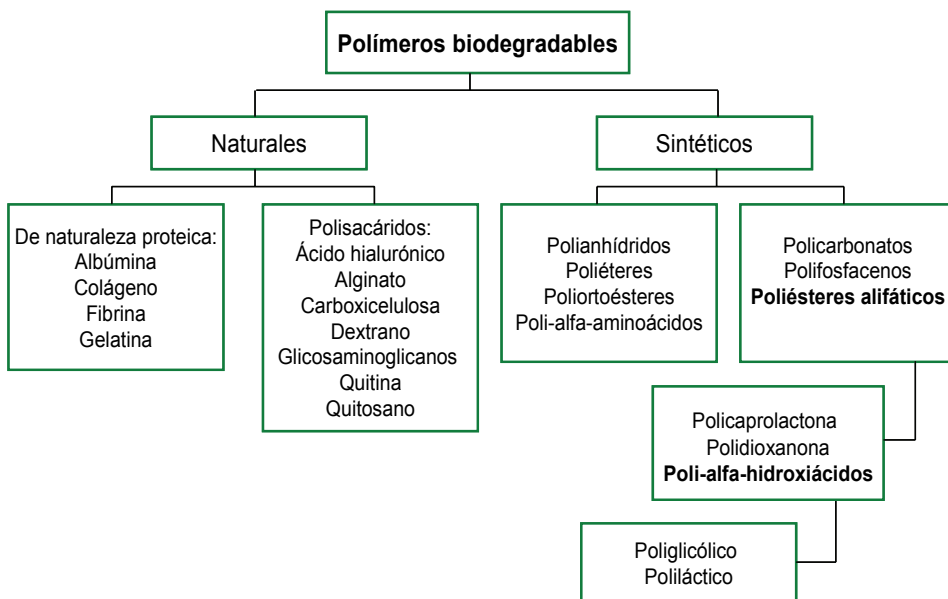 Polímeros biodegradables
Naturales
Sintéticos
De naturaleza proteica:
Albúmina
Colágeno
Fibrina
Gelatina
Polisacáridos:
Ácido hialurónico
Alginato
Carboxicelulosa
Dextrano
Glicosaminoglicanos
Quitina
Quitosano
Polianhídridos
Poliéteres
Poliortoésteres
Poli-alfa-aminoácidos
Policarbonatos
Polifosfacenos
Poliésteres alifáticos
Policaprolactona
Polidioxanona
Poli-alfa-hidroxiácidos
Poliglicólico
Poliláctico